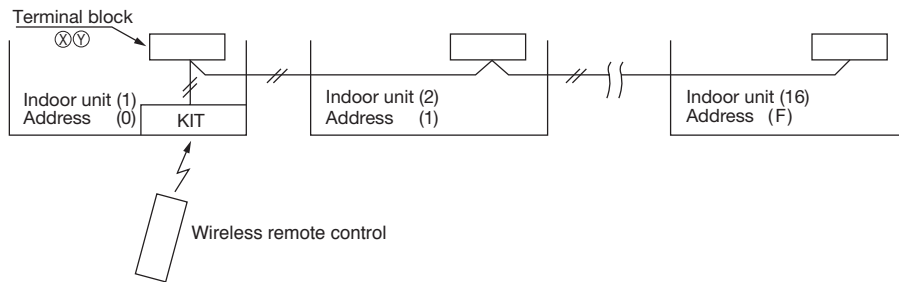 Terminal block
ⓍⓎ
Indoor unit (1)
Address (0)
KIT
Indoor unit (2)
Address (1)
Indoor unit (16)
Address (F)
Wireless remote control